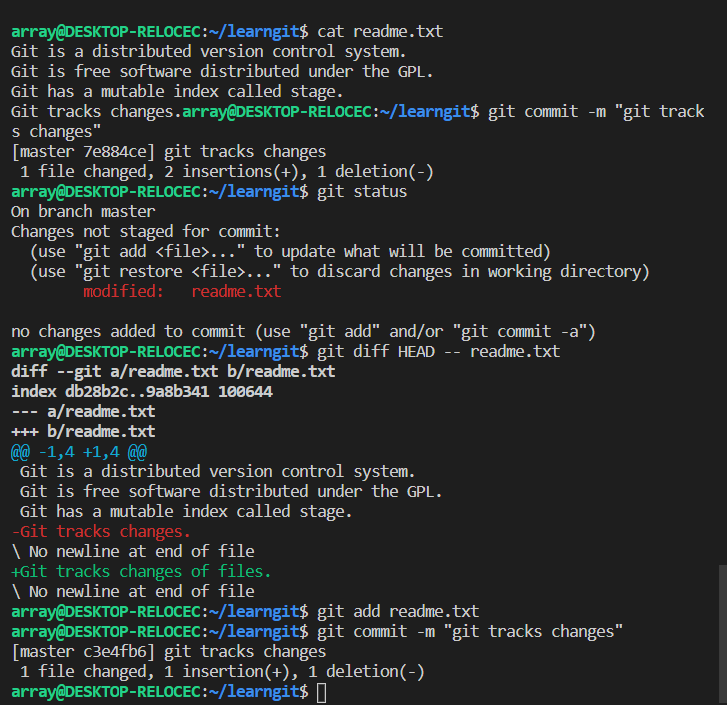 array@DESKTOP-RELOCEC:~/learngit$ cat readme.txt
Git is a distributed version control system.
Git is free software distributed under the GPL.
Git has a mutable index called stage.
Git tracks changes.array@DESKTOP-RELOCEC:~/learngit$ git commit -m "git track
s changes"
[master 7e884ce] git tracks changes
 1 file changed, 2 insertions(+), 1 deletion(-)
array@DESKTOP-RELOCEC:~/learngit$ git status
On branch master
Changes not staged for commit:
  (use "git add <file>..." to update what will be committed)
  (use "git restore <file>..." to discard changes in working directory)
        modified:   readme.txt

no changes added to commit (use "git add" and/or "git commit -a")
array@DESKTOP-RELOCEC:~/learngit$ git diff HEAD -- readme.txt
diff --git a/readme.txt b/readme.txt
index db28b2c..9a8b341 100644
--- a/readme.txt
+++ b/readme.txt
@@ -1,4 +1,4 @@
 Git is a distributed version control system.
 Git is free software distributed under the GPL.
 Git has a mutable index called stage.
-Git tracks changes.
\ No newline at end of file
+Git tracks changes of files.
\ No newline at end of file
array@DESKTOP-RELOCEC:~/learngit$ git add readme.txt
array@DESKTOP-RELOCEC:~/learngit$ git commit -m "git tracks changes"
[master c3e4fb6] git tracks changes
 1 file changed, 1 insertion(+), 1 deletion(-)
array@DESKTOP-RELOCEC:~/learngit$